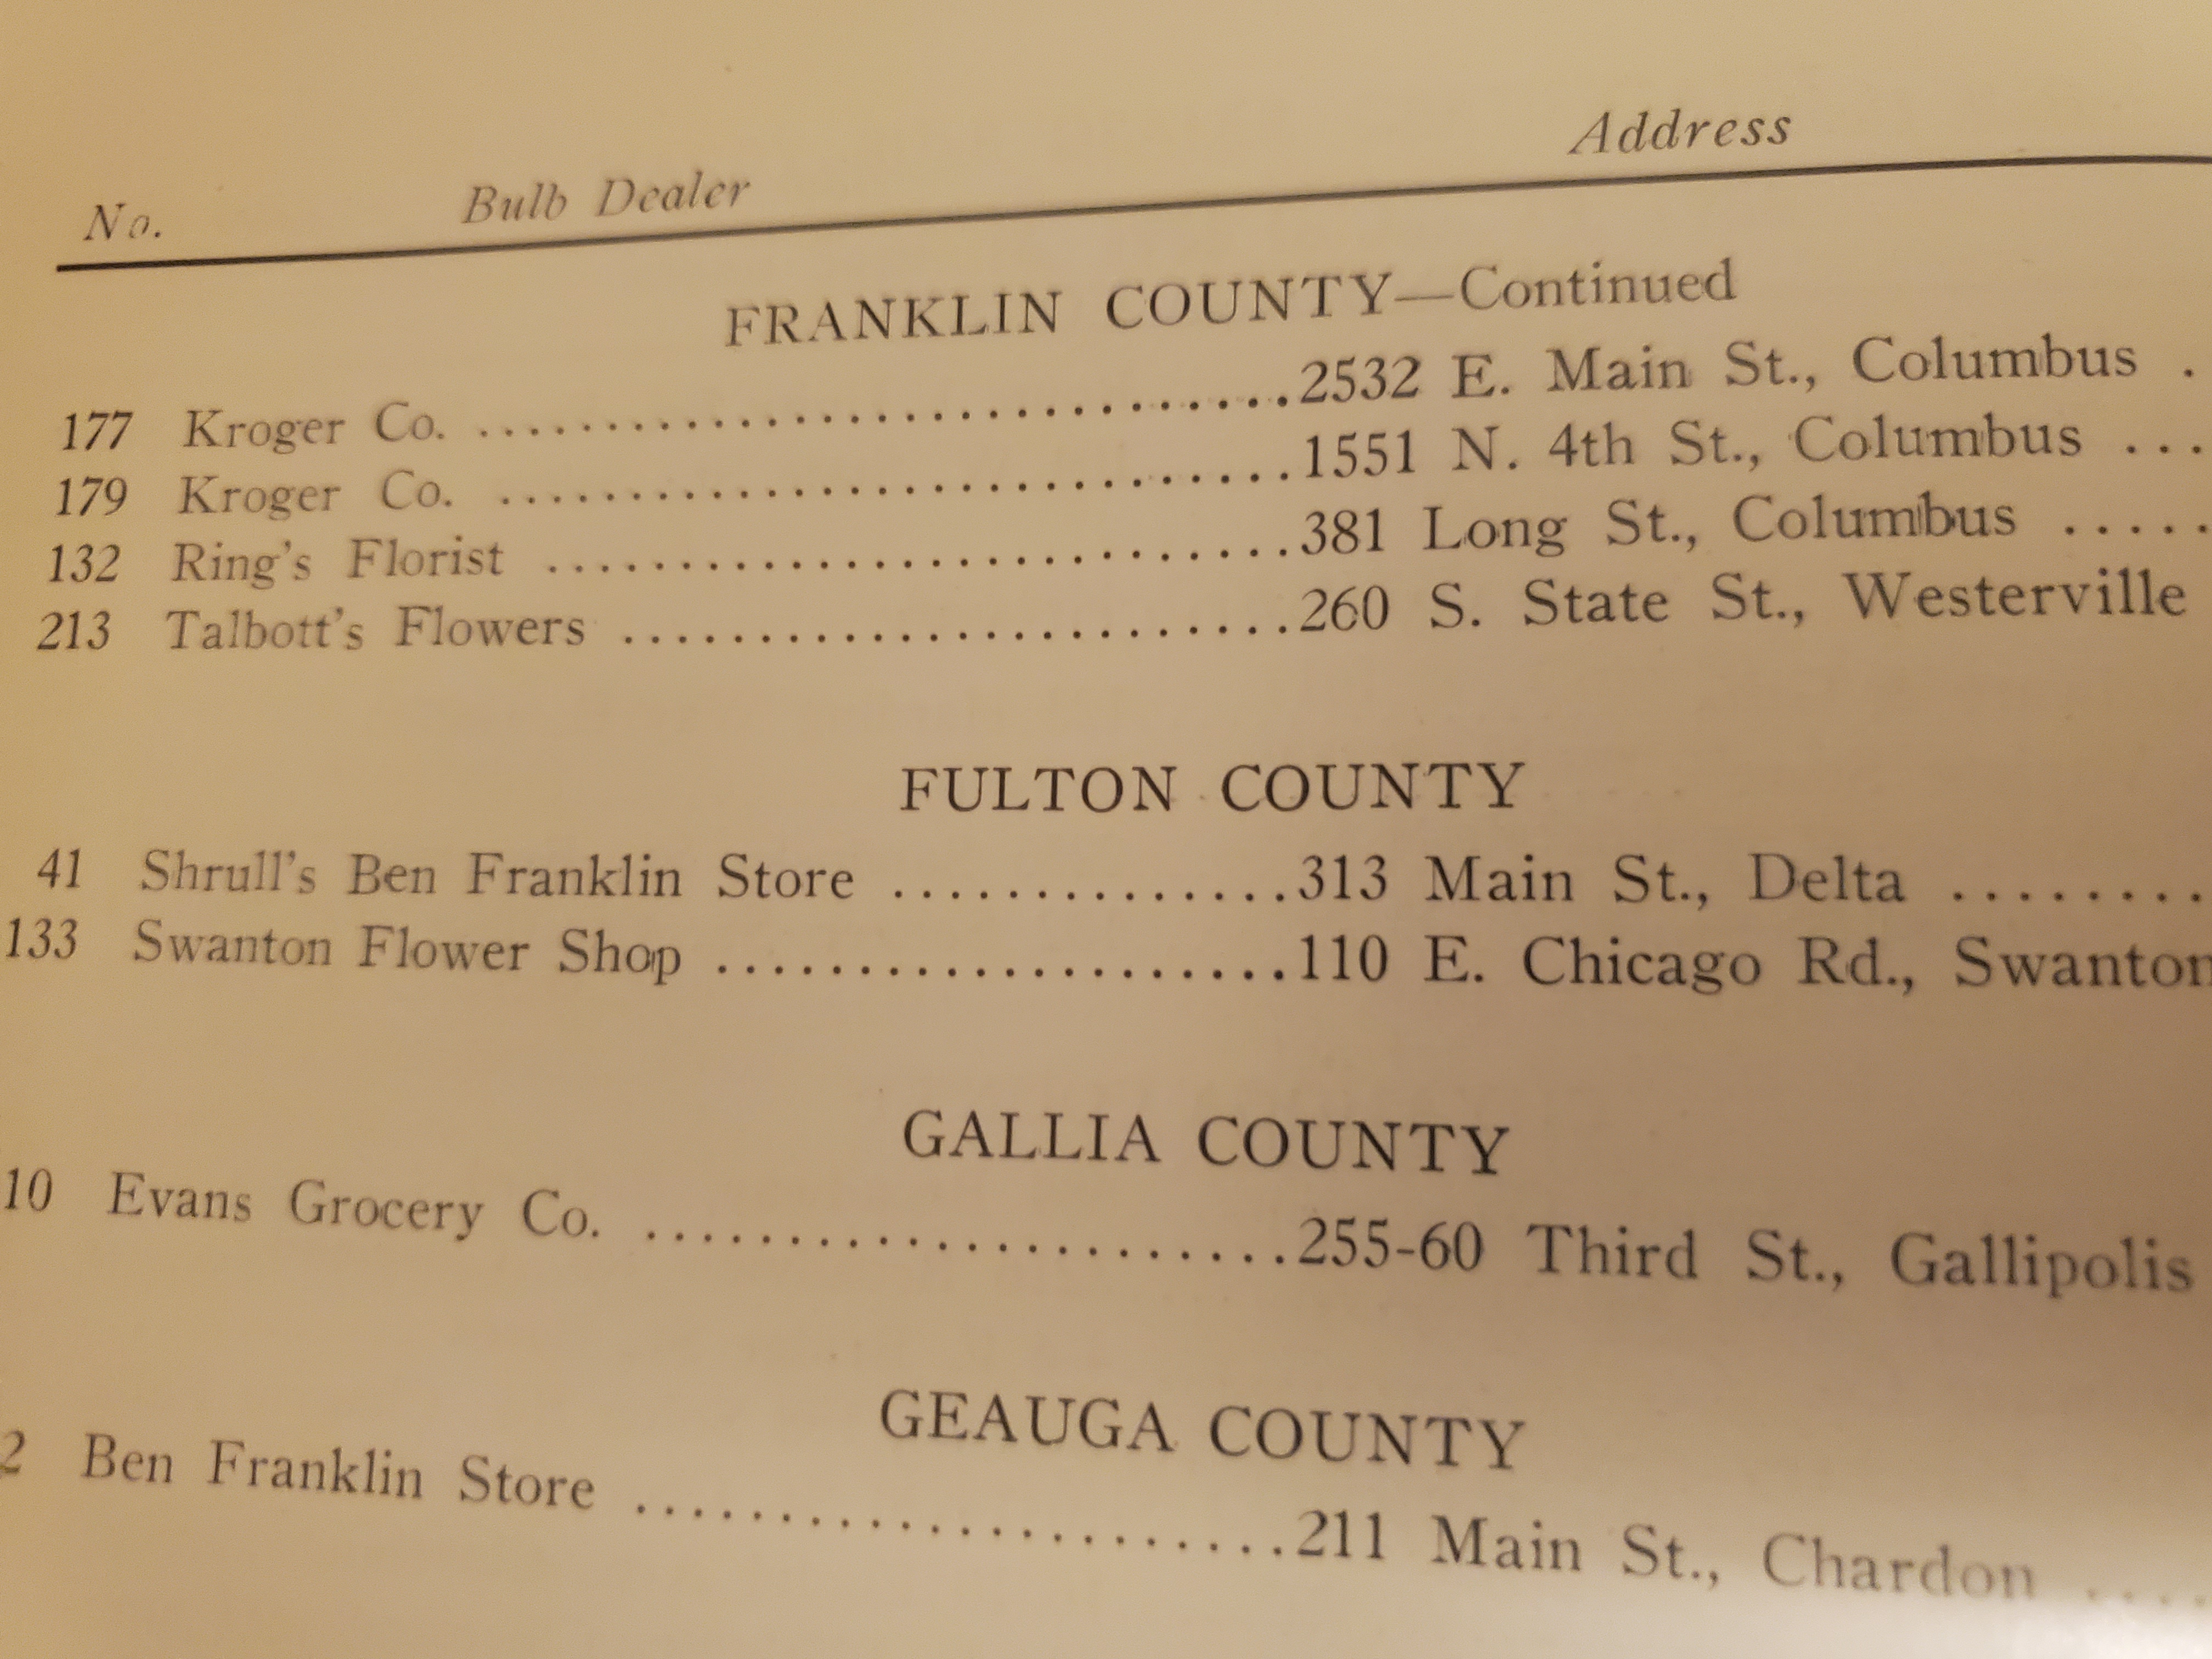 No. Bulb Dealer Address
FRANKLIN COUNTY—Continued
177 Kroger Co. ..............................2532 E. Main St., Columbus .
179 Kroger Co. ..............................1551 N. 4th St., Columbus ...
132 Ring's Florist ...........................381 Long St., Columbus .....
213 Talbott's Flowers ........................260 S. State St., Westerville
FULTON COUNTY
41 Shrull's Ben Franklin Store ..............313 Main St., Delta .........
133 Swanton Flower Shop ....................110 E. Chicago Rd., Swanton
GALLIA COUNTY
10 Evans Grocery Co. .......................255-60 Third St., Gallipolis
GEAUGA COUNTY
2 Ben Franklin Store .......................211 Main St., Chardon ....